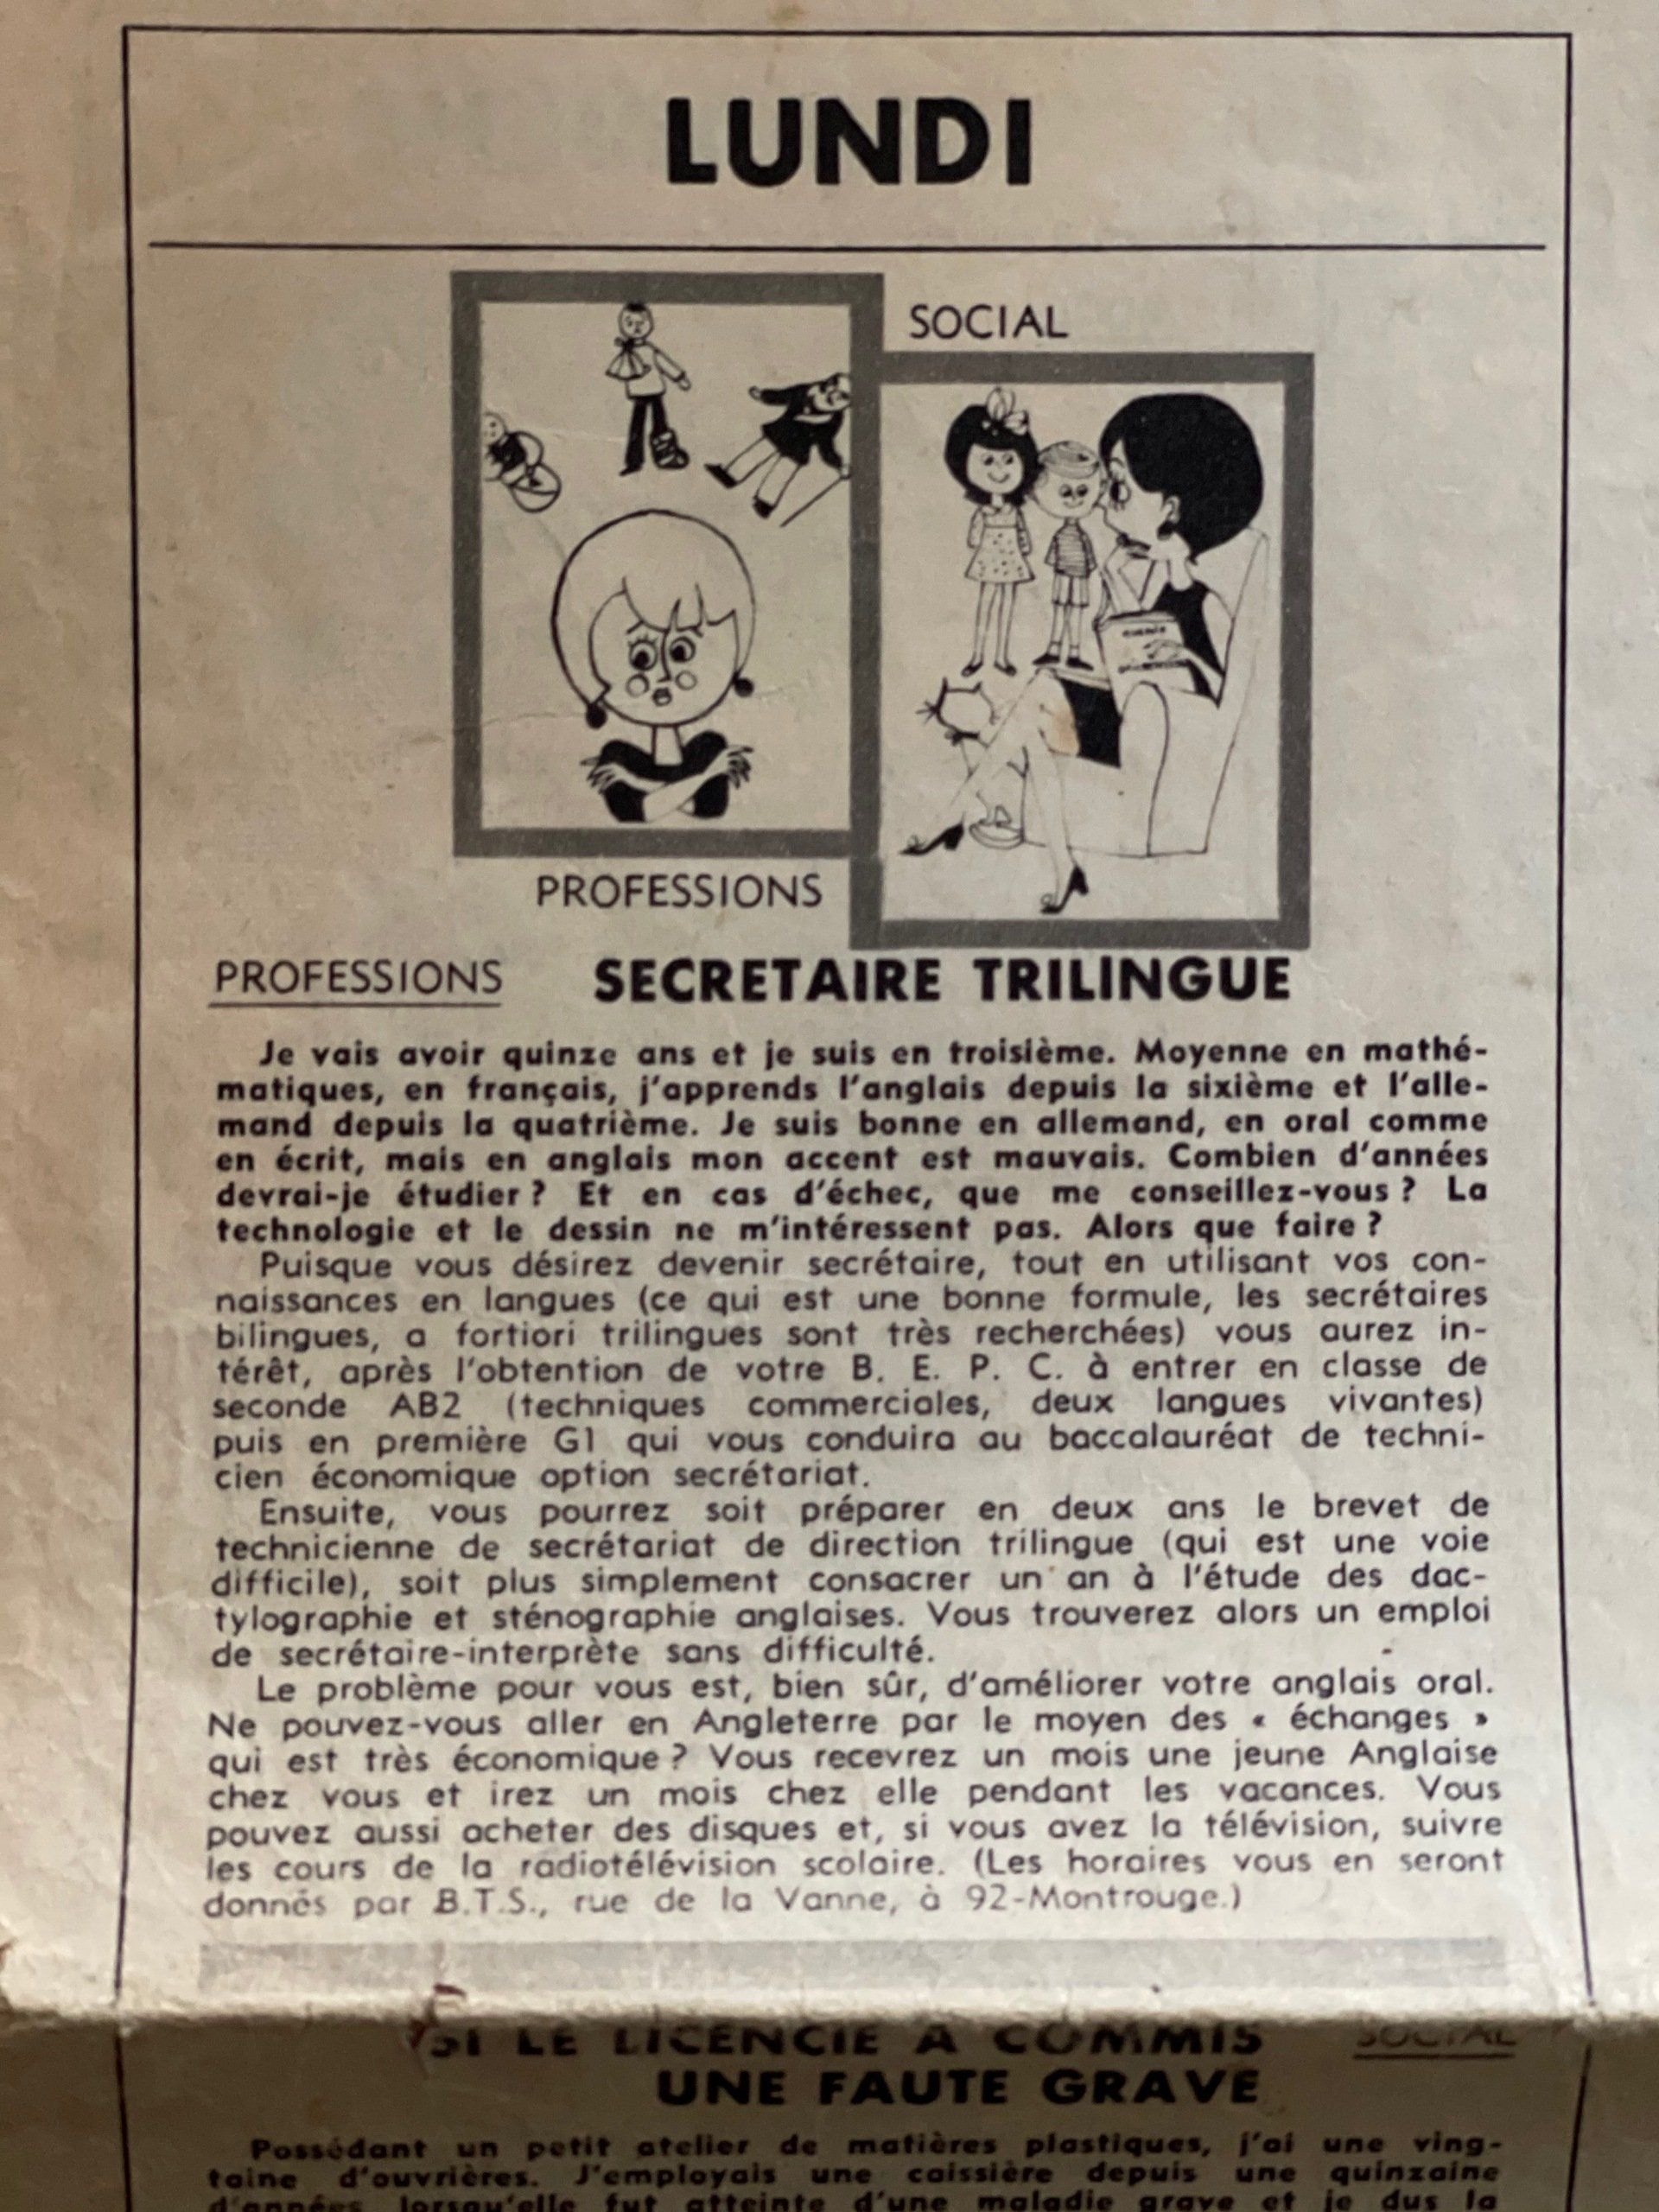 LUNDI
SOCIAL
PROFESSIONS
PROFESSIONS SECRETAIRE TRILINGUE
Je vais avoir quinze ans et je suis en troisième. Moyenne en mathé-
matiques, en français, j'apprends l'anglais depuis la sixième et l'alle-
mand depuis la quatrième. Je suis bonne en allemand, en oral comme
en écrit, mais en anglais mon accent est mauvais. Combien d'années
devrai-je étudier ? Et en cas d'échec, que me conseillez-vous ? La
technologie et le dessin ne m'intéressent pas. Alors que faire ?
Puisque vous désirez devenir secrétaire, tout en utilisant vos con-
naissances en langues (ce qui est une bonne formule, les secrétaires
bilingues, a fortiori trilingues sont très recherchées) vous aurez in-
térêt, après l'obtention de votre B. E. P. C. à entrer en classe de
seconde AB2 (techniques commerciales, deux langues vivantes)
puis en première G1 qui vous conduira au baccalauréat de techni-
cien économique option secrétariat.
Ensuite, vous pourrez soit préparer en deux ans le brevet de
technicienne de secrétariat de direction trilingue (qui est une voie
difficile), soit plus simplement consacrer un an à l'étude des dac-
tylographie et sténographie anglaises. Vous trouverez alors un emploi
de secrétaire-interprète sans difficulté.
Le problème pour vous est, bien sûr, d'améliorer votre anglais oral.
Ne pouvez-vous aller en Angleterre par le moyen des « échanges »
qui est très économique ? Vous recevrez un mois une jeune Anglaise
chez vous et irez un mois chez elle pendant les vacances. Vous
pouvez aussi acheter des disques et, si vous avez la télévision, suivre
les cours de la radiotélévision scolaire. (Les horaires vous en seront
donnés par B.T.S., rue de la Vanne, à 92-Montrouge.)
SI LE LICENCIE A COMMIS SOCIAL
UNE FAUTE GRAVE
Possédant un petit atelier de matières plastiques, j'ai une ving-
taine d'ouvrières. J'employais une caissière depuis une quinzaine
d'années lorsqu'elle fut atteinte d'une maladie grave et je dus la